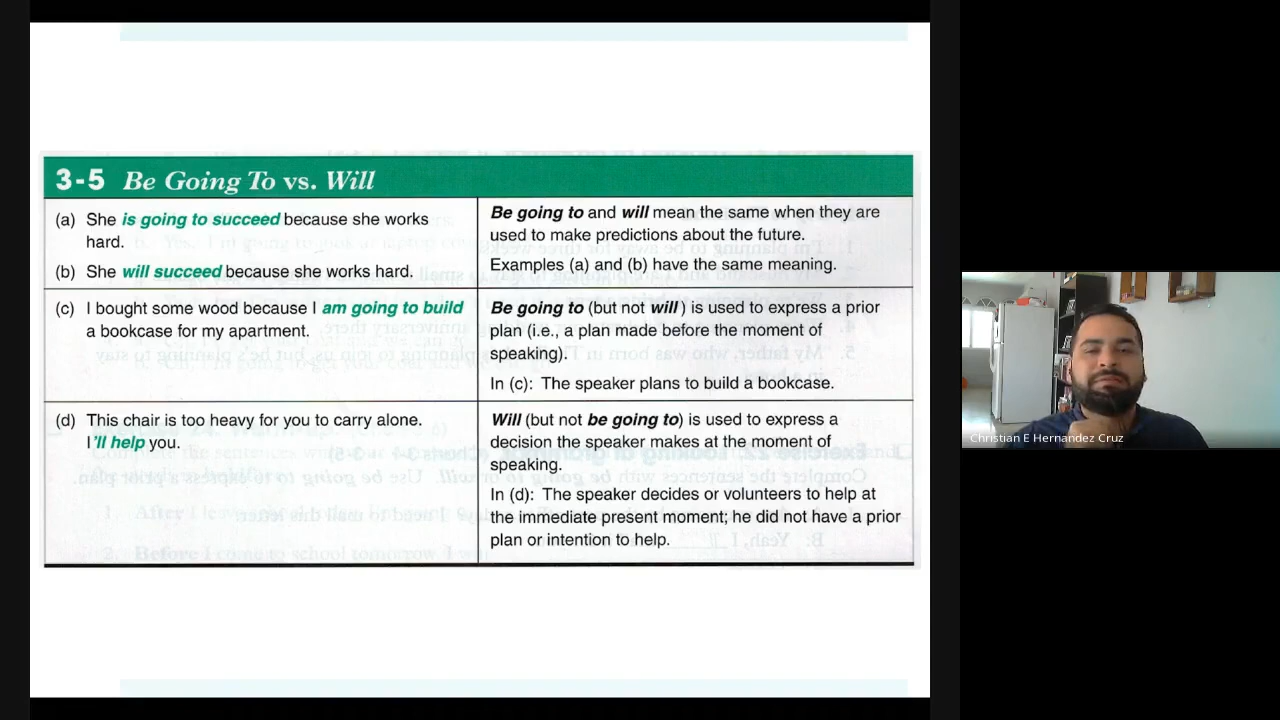 3-5 Be Going To vs. Will
(a) She is going to succeed because she works
hard.
(b) She will succeed because she works hard.
Be going to and will mean the same when they are
used to make predictions about the future.
Examples (a) and (b) have the same meaning.
(c) I bought some wood because I am going to build
a bookcase for my apartment.
Be going to (but not will) is used to express a prior
plan (i.e., a plan made before the moment of
speaking).
In (c): The speaker plans to build a bookcase.
(d) This chair is too heavy for you to carry alone.
I'll help you.
Will (but not be going to) is used to express a
decision the speaker makes at the moment of
speaking.
In (d): The speaker decides or volunteers to help at
the immediate present moment; he did not have a prior
plan or intention to help.
Christian E Hernandez Cruz